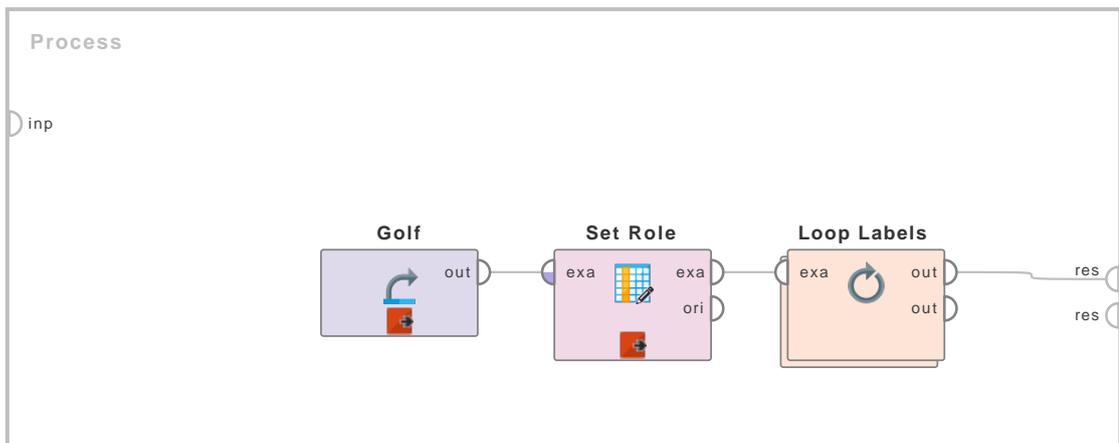 Process
inp
Golf
Set Role
Loop Labels
out
exa
exa
exa
out
ori
out
res
res